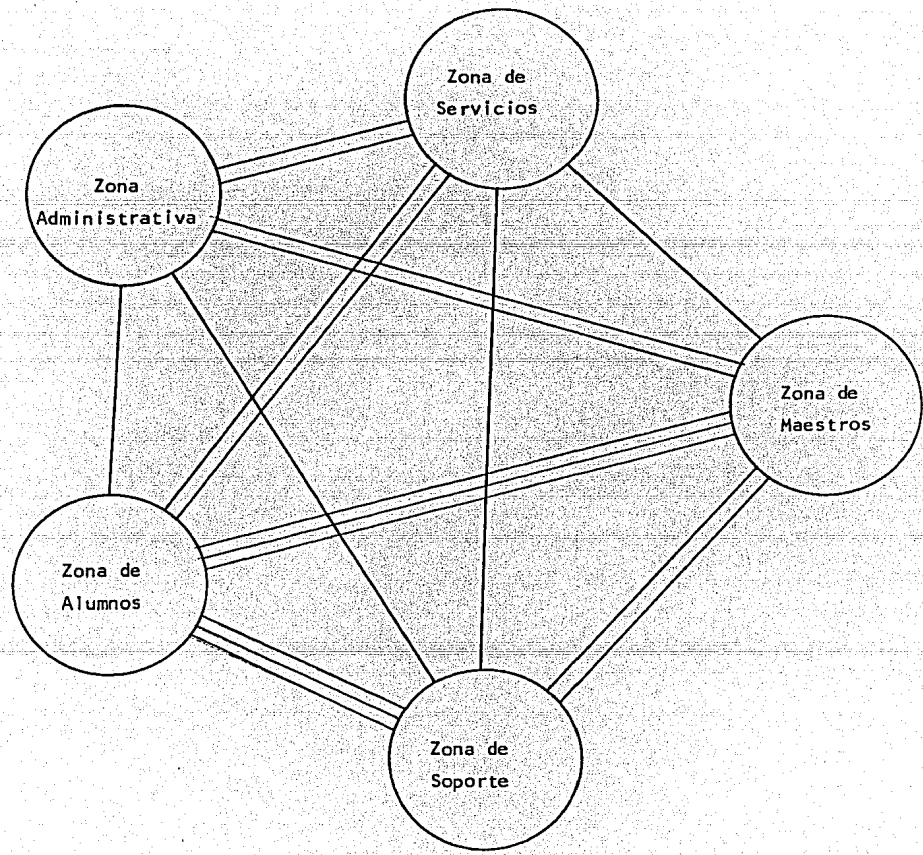 Zona de
Servicios
Zona
Administrativa
Zona de
Maestros
Zona de
Alumnos
Zona de
Soporte